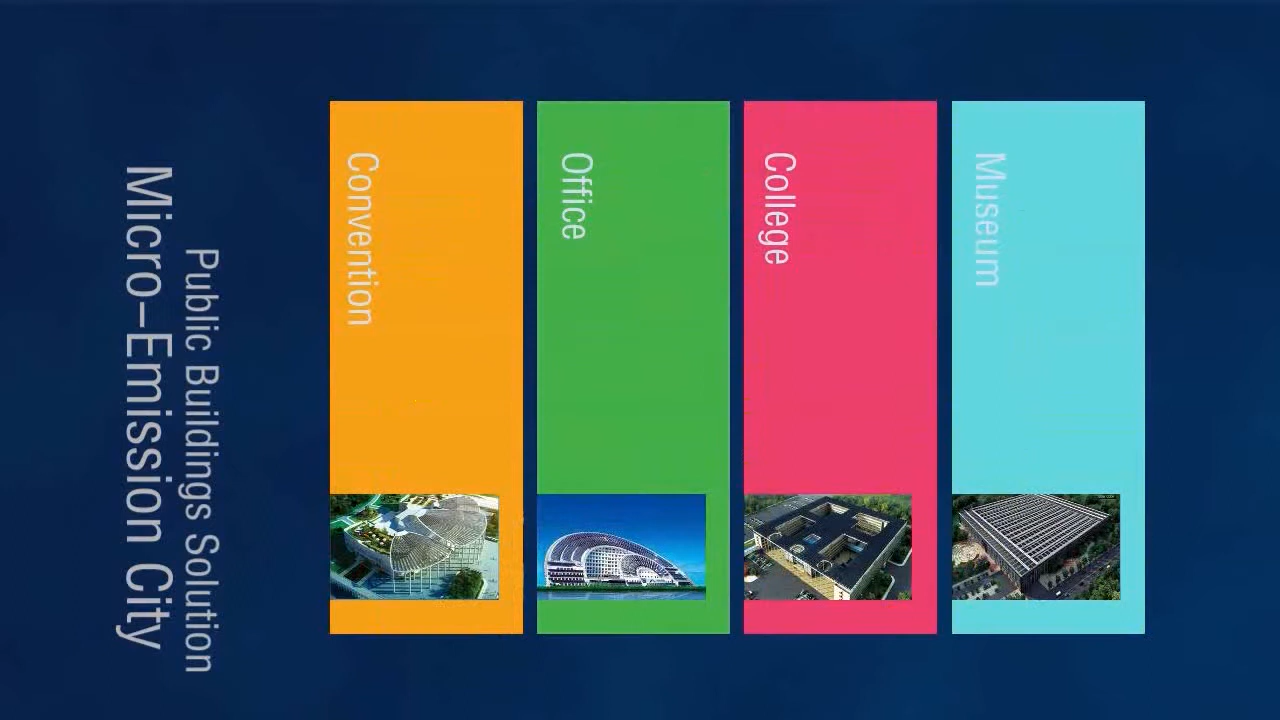 Micro-Emission City
Public Buildings Solution
Convention
Office
College
Museum